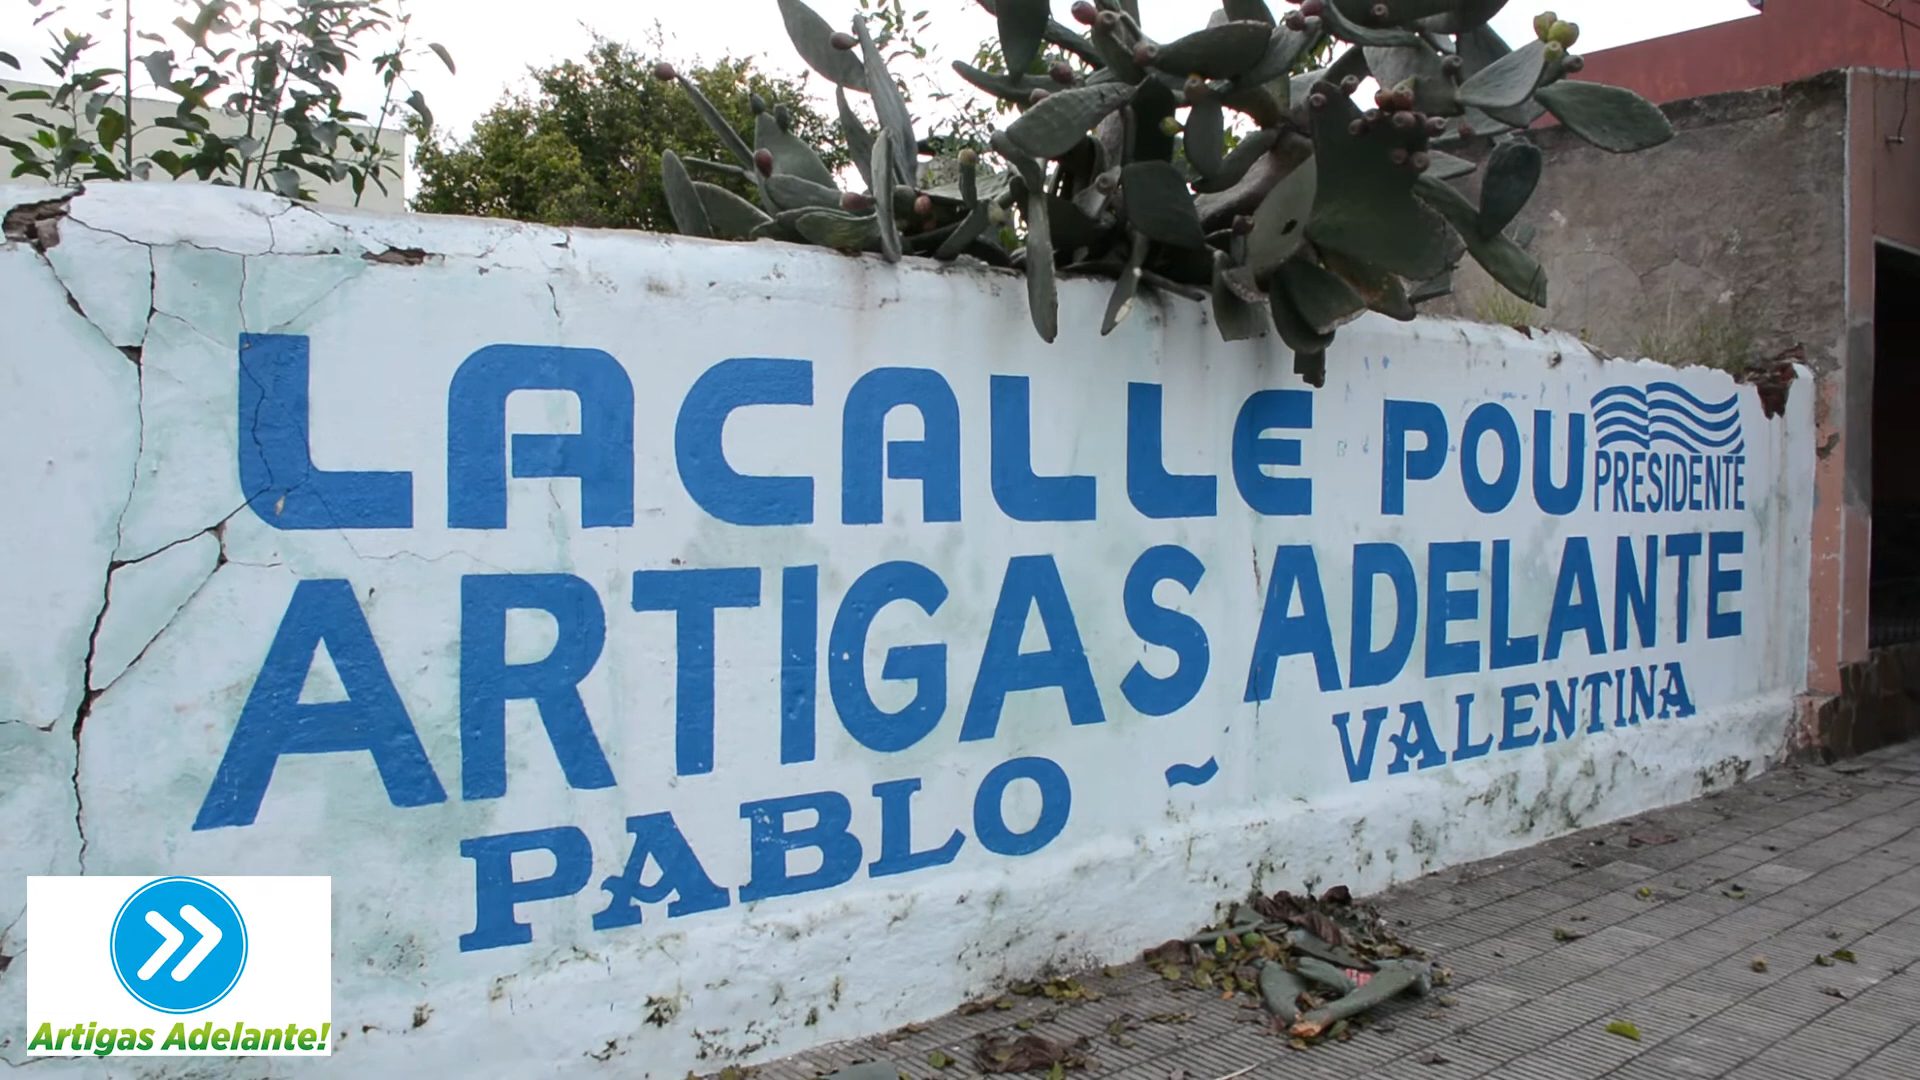 LACALLE POU
PRESIDENTE
ARTIGAS ADELANTE
PABLO ~ VALENTINA
Artigas Adelante!